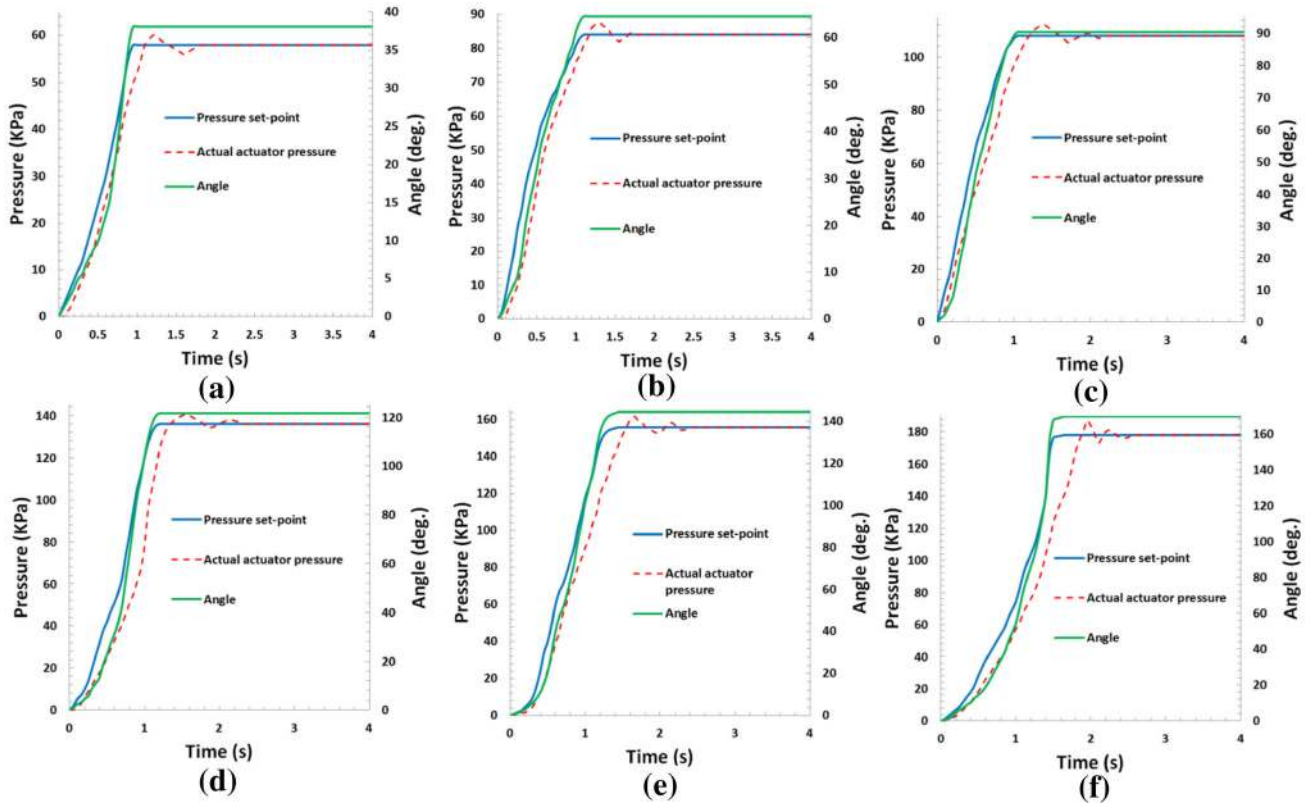 60
50
40
30
20
10
0
Pressure (KPa)
Pressure set-point
Actual actuator pressure
Angle
40
35
30
25
20
15
10
5
0
Angle (deg.)
0 0.5 1 1.5 2 2.5 3 3.5 4
Time (s)
(a)
90
80
70
60
50
40
30
20
10
0
Pressure (KPa)
Pressure set-point
Actual actuator pressure
Angle
60
50
40
30
20
10
0
Angle (deg.)
0 0.5 1 1.5 2 2.5 3 3.5 4
Time (s)
(b)
100
80
60
40
20
Pressure (KPa)
Pressure set-point
Actual actuator pressure
Angle
90
80
70
60
50
40
30
20
10
0
Angle (deg.)
0 1 2 3 4
Time (s)
(c)
140
120
100
80
60
40
20
0
Pressure (KPa)
Pressure set-point
Actual actuator pressure
Angle
120
100
80
60
40
20
0
Angle (deg.)
0 1 2 3 4
Time (s)
(d)
160
140
120
100
80
60
40
20
0
Pressure (KPa)
Pressure set-point
Actual actuator
pressure
Angle
140
120
100
80
60
40
20
0
Angle (deg.)
0 1 2 3 4
Time (s)
(e)
180
160
140
120
100
80
60
40
20
0
Pressure (KPa)
Pressure set-point
Actual actuator pressure
Angle
160
140
120
100
80
60
40
20
0
Angle (deg.)
0 1 2 3 4
Time (s)
(f)